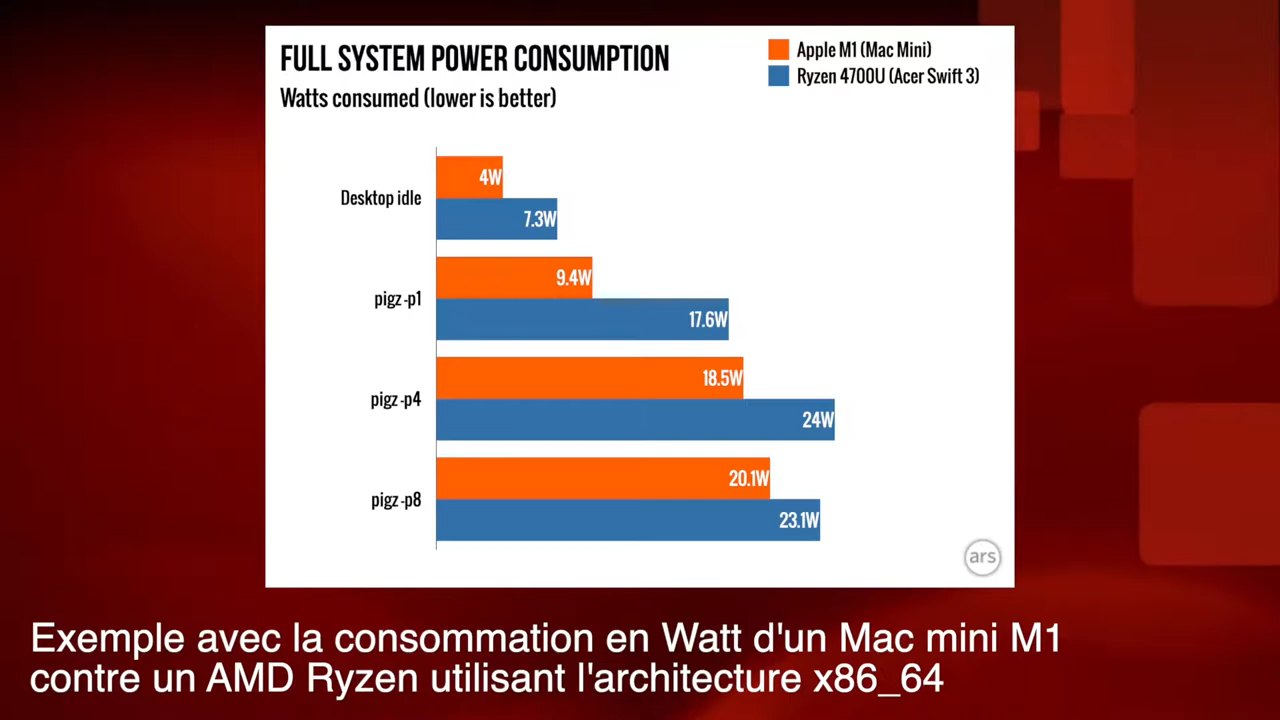 FULL SYSTEM POWER CONSUMPTION
Watts consumed (lower is better)
Apple M1 (Mac Mini)
Ryzen 4700U (Acer Swift 3)
Desktop idle
4W
7.3W
pigz -p1
9.4W
17.6W
pigz -p4
18.5W
24W
pigz -p8
20.1W
23.1W
ars
Exemple avec la consommation en Watt d'un Mac mini M1
contre un AMD Ryzen utilisant l'architecture x86_64